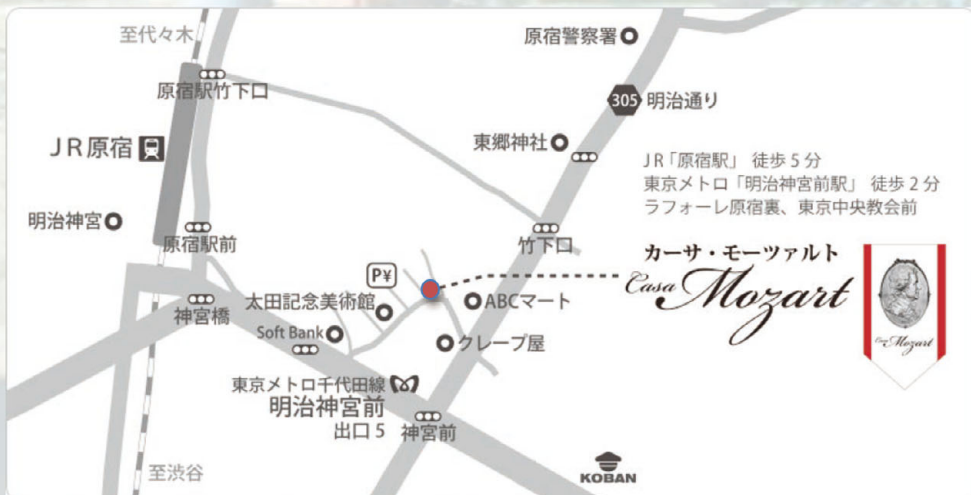 至代々木
原宿警察署
原宿駅竹下口
305 明治通り
JR原宿
東郷神社
JR「原宿駅」 徒歩5分
東京メトロ「明治神宮前駅」 徒歩2分
ラフォーレ原宿裏、東京中央教会前
明治神宮
原宿駅前
竹下口
カーサ・モーツァルト
Casa Mozart
P¥
太田記念美術館
ABCマート
神宮橋
Soft Bank
クレープ屋
Casa Mozart
東京メトロ千代田線
明治神宮前
出口5
神宮前
至渋谷
KOBAN